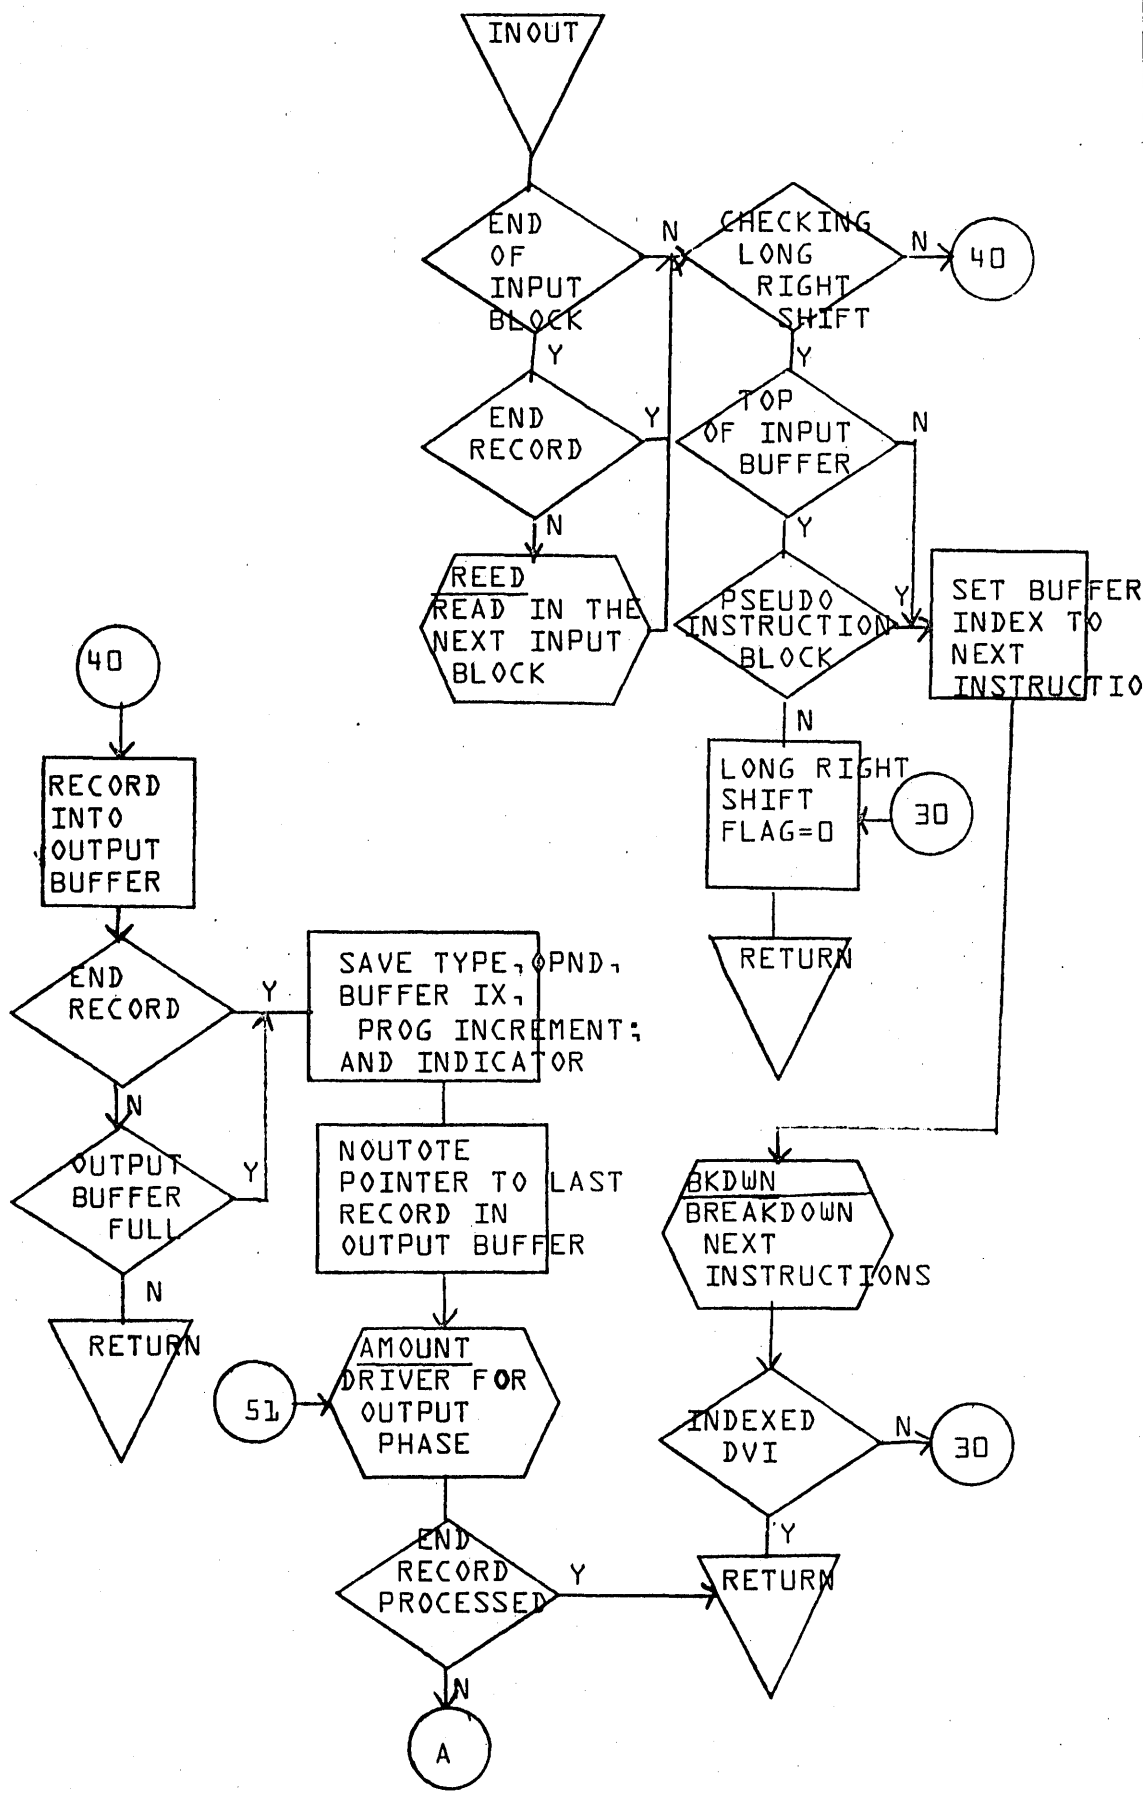 INOUT
END
OF
INPUT
BLOCK
N
Y
CHECKING
LONG
RIGHT
SHIFT
N
40
Y
END
RECORD
Y
N
TOP
OF INPUT
BUFFER
N
Y
REED
READ IN THE
NEXT INPUT
BLOCK
PSEUDO
INSTRUCTION
BLOCK
Y
N
SET BUFFER
INDEX TO
NEXT
INSTRUCTIO
LONG RIGHT
SHIFT
FLAG=0
30
RETURN
40
RECORD
INTO
OUTPUT
BUFFER
END
RECORD
Y
N
OUTPUT
BUFFER
FULL
Y
N
RETURN
SAVE TYPE, OPND,
BUFFER IX,
PROG INCREMENT;
AND INDICATOR
NOUTOTE
POINTER TO LAST
RECORD IN
OUTPUT BUFFER
51
AMOUNT
DRIVER FOR
OUTPUT
PHASE
END
RECORD
PROCESSED
Y
N
A
BKDWN
BREAKDOWN
NEXT
INSTRUCTIONS
INDEXED
DVI
N
30
Y
RETURN